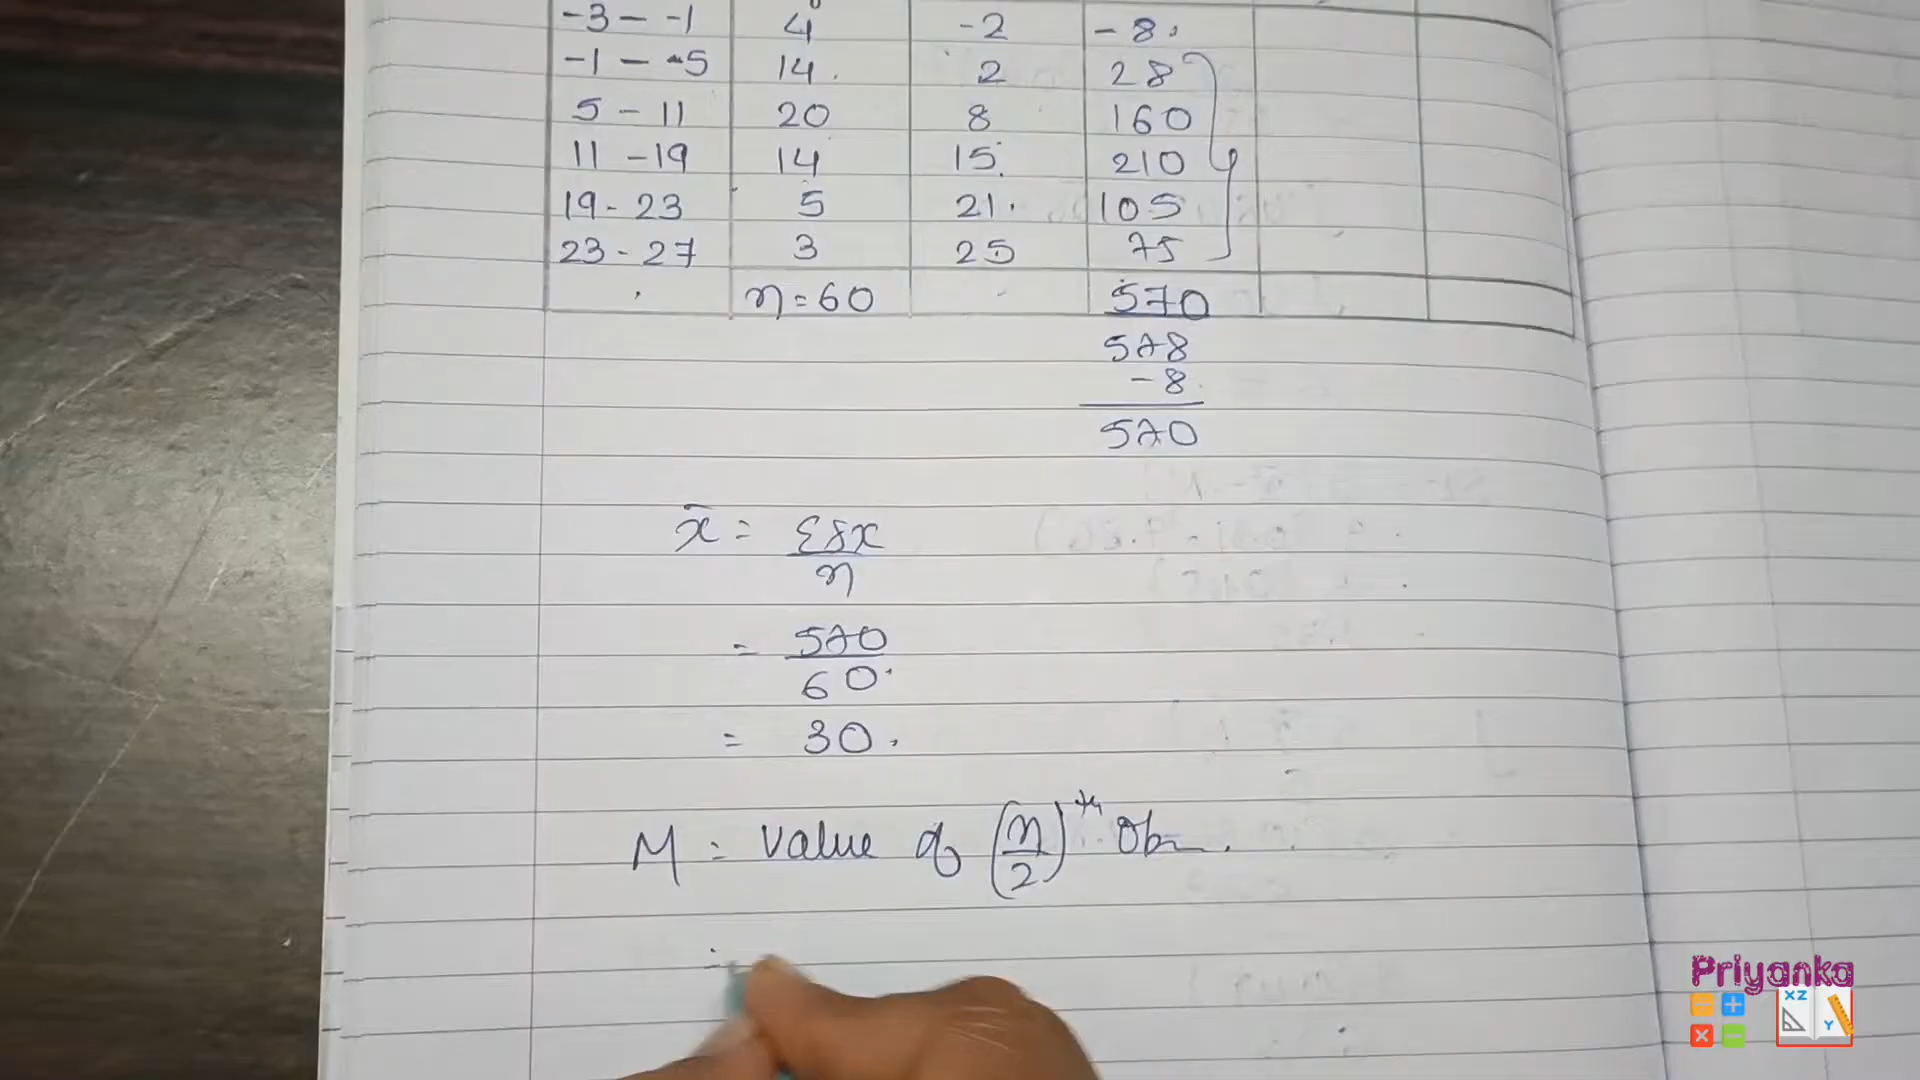 -3 - -1 4 -2 -8.
-1 - -5 14. 2 28
5 - 11 20 8 160
11 - 19 14 15. 210
19 - 23 5 21. 105
23 - 27 3 25 75
n = 60 570
578
-8
570
x̄ = Σfx
n
= 570
60.
= 30.
M = value of (n/2)th Obn.
=
Priyanka
XZ
Y